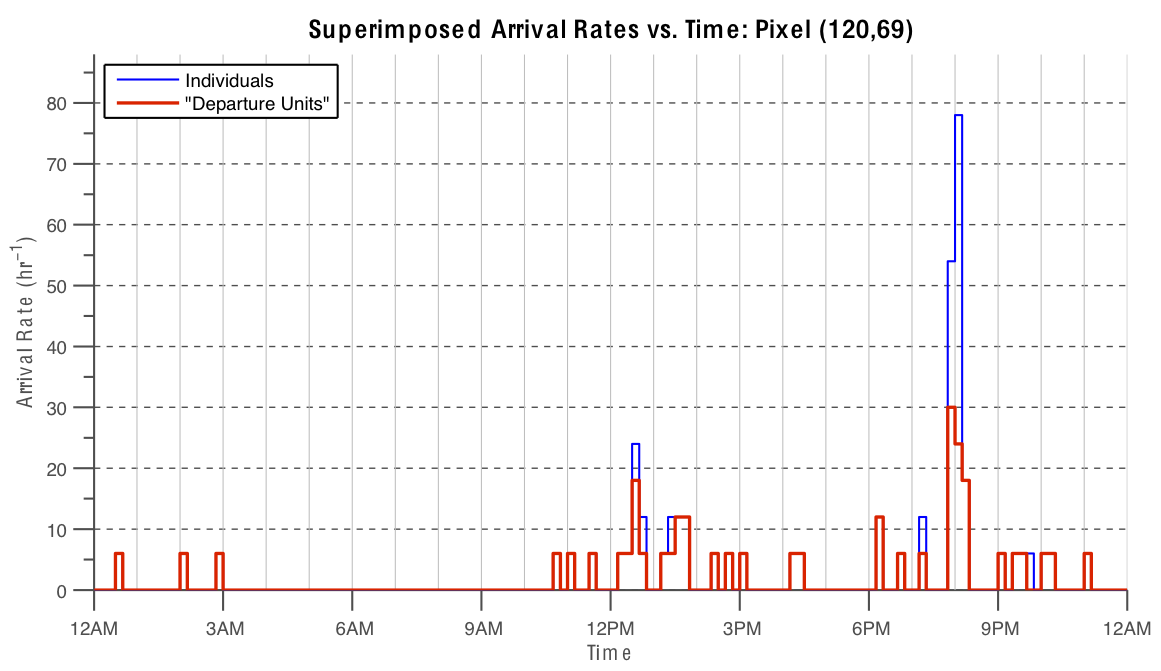 Superimposed Arrival Rates vs. Time: Pixel (120,69)
Individuals
"Departure Units"
80
70
60
50
40
30
20
10
0
Arrival Rate (hr⁻¹)
12AM 3AM 6AM 9AM 12PM 3PM 6PM 9PM 12AM
Time